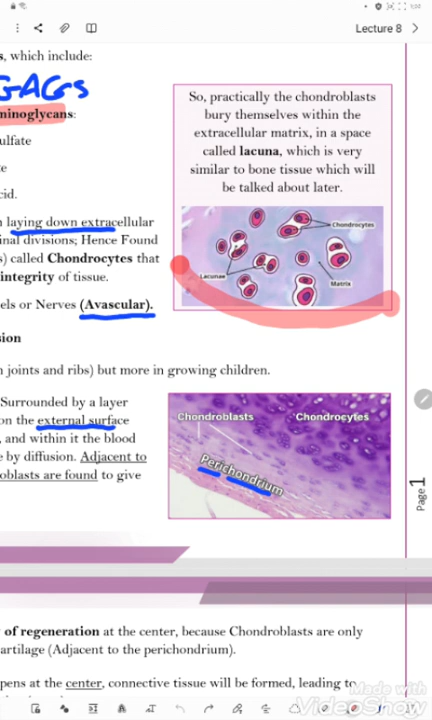 Lecture 8
s, which include:
GAGs
minoglycans:
ulfate
te
cid.
laying down extracellular
inal divisions; Hence Found
s) called Chondrocytes that
integrity of tissue.
els or Nerves (Avascular).
So, practically the chondroblasts
bury themselves within the
extracellular matrix, in a space
called lacuna, which is very
similar to bone tissue which will
be talked about later.
Chondrocytes
Lacunae
Matrix
sion
n joints and ribs) but more in growing children.
Surrounded by a layer
on the external surface
, and within it the blood
e by diffusion. Adjacent to
oblasts are found to give
Chondroblasts
Chondrocytes
Perichondrium
Page 1
y of regeneration at the center, because Chondroblasts are only
artilage (Adjacent to the perichondrium).
pens at the center, connective tissue will be formed, leading to
Made with
VideoShow